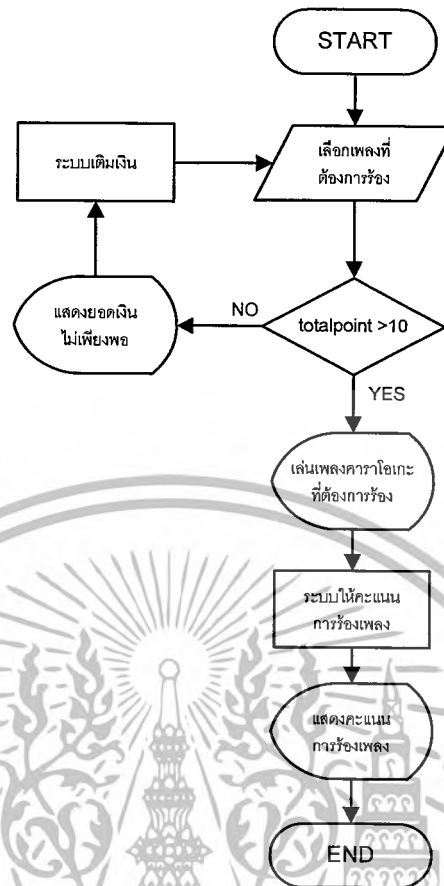 START
เลือกเพลงที่
ต้องการร้อง
ระบบเติมเงิน
แสดงยอดเงิน
ไม่เพียงพอ
NO
totalpoint >10
YES
เล่นเพลงคาราโอเกะ
ที่ต้องการร้อง
ระบบให้คะแนน
การร้องเพลง
แสดงคะแนน
การร้องเพลง
END